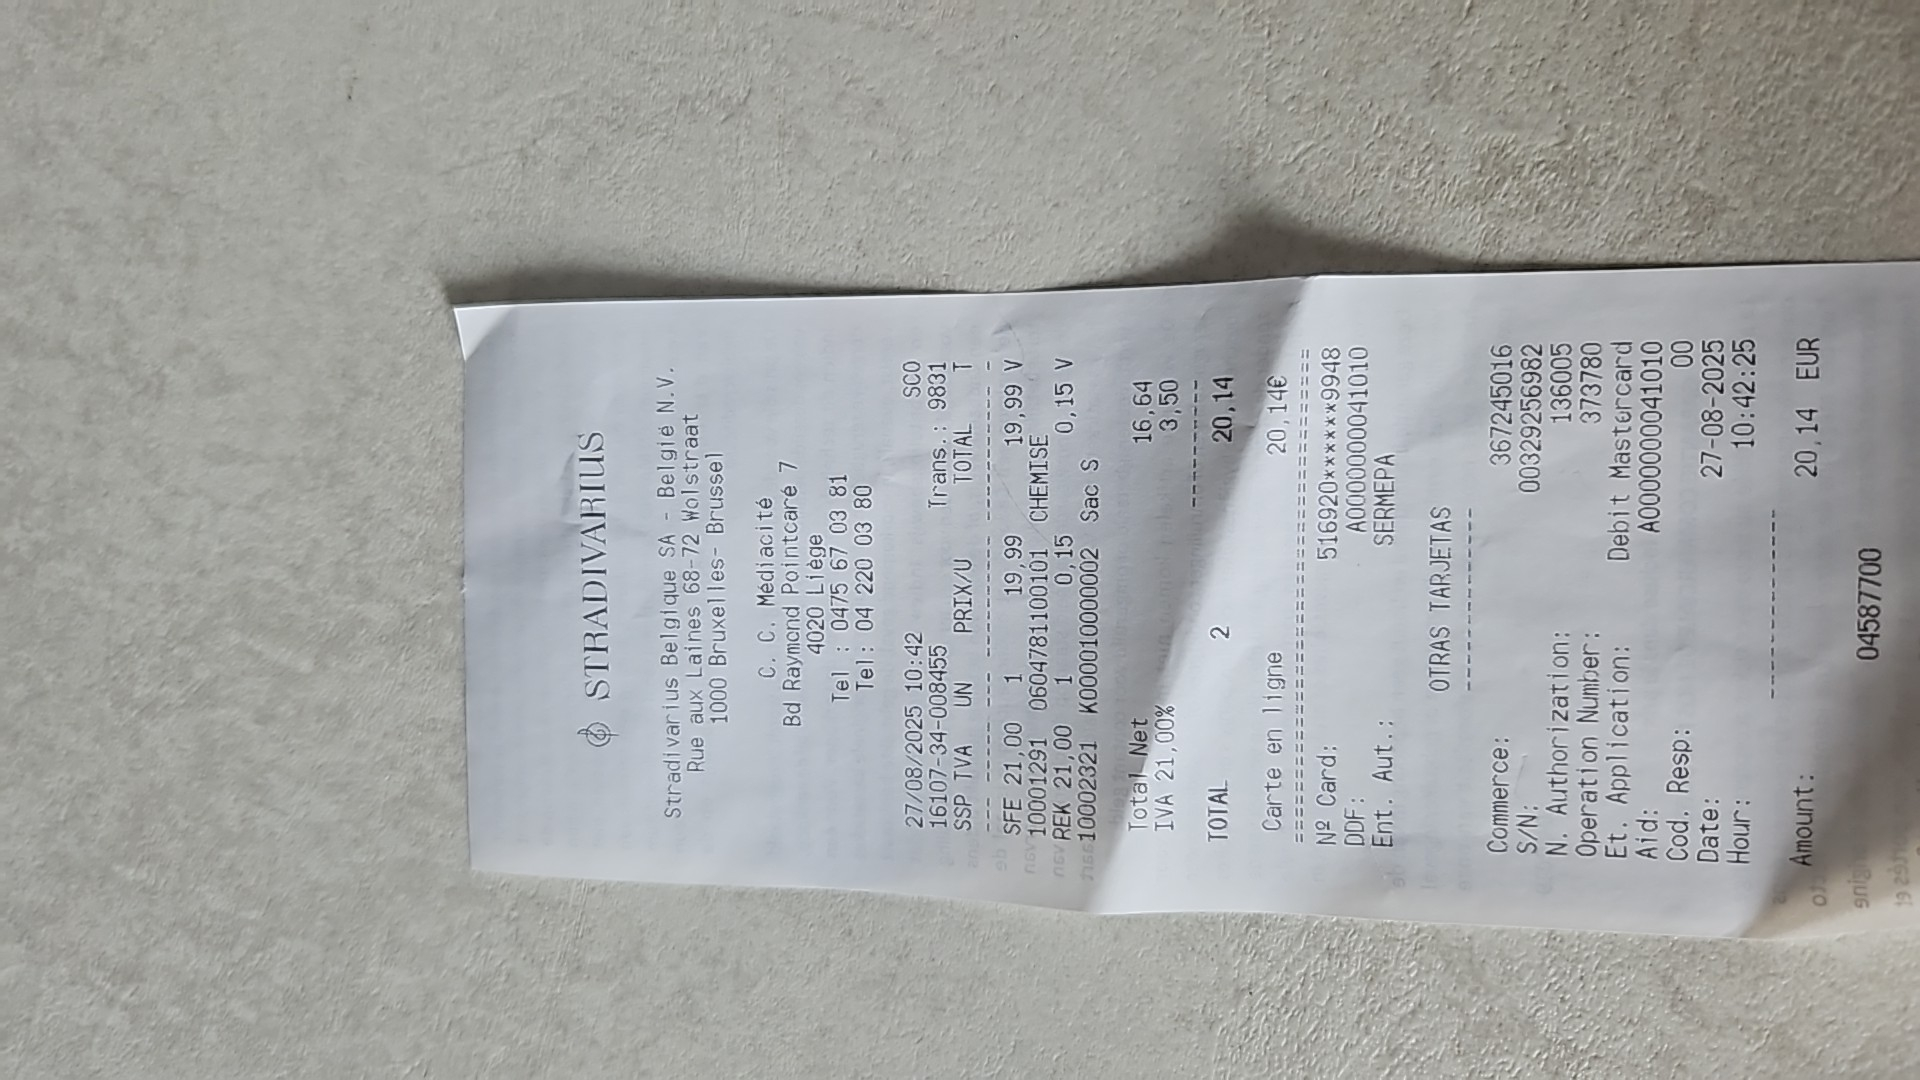 STRADIVARIUS
Stradivarius Belgique SA - België N.V.
Rue aux Laines 68-72 Wolstraat
1000 Bruxelles- Brussel
C. C. Médiacité
Bd Raymond Pointcaré 7
4020 Liège
Tel : 0475 67 03 81
Tel: 04 220 03 80
SCO
27/08/2025 10:42
16107-34-0084455 Trans.: 9831
SSP TVA UN PRIX/U TOTAL T
SFE 21,00 1 19,99 19,99 V
10001291 06047811100101 CHEMISE
REK 21,00 1 0,15 0,15 V
10002321 K0000100000002 Sac S
Total Net 16,64
IVA 21,00% 3,50
TOTAL 2 20,14
Carte en ligne 20,14€
Nº Card: 516920******9948
DDF: A0000000041010
Ent. Aut.: SERMEPA
OTRAS TARJETAS
Commerce: 367245016
S/N: 00329256982
N. Authorization: 136005
Operation Number: 373780
Et. Application: Debit Mastercard
Aid: A0000000041010
Cod. Resp: 00
Date: 27-08-2025
Hour: 10:42:25
Amount: 20,14 EUR
04587700